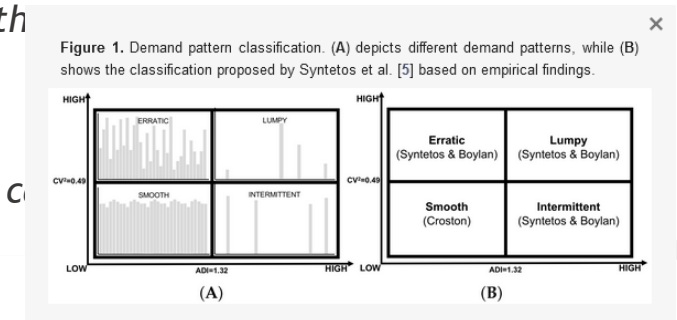 th
×
Figure 1. Demand pattern classification. (A) depicts different demand patterns, while (B)
shows the classification proposed by Syntetos et al. [5] based on empirical findings.
HIGH
ERRATIC
LUMPY
CV²=0.49
SMOOTH
INTERMITTENT
LOW
ADI=1.32
HIGH
(A)
HIGH
Erratic
(Syntetos & Boylan)
Lumpy
(Syntetos & Boylan)
CV²=0.49
Smooth
(Croston)
Intermittent
(Syntetos & Boylan)
LOW
ADI=1.32
HIGH
(B)